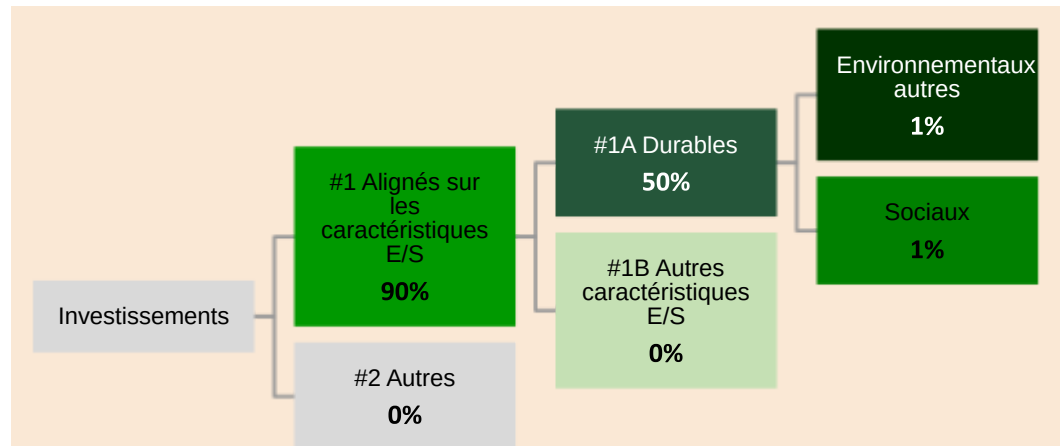 Investissements
#1 Alignés sur
les
caractéristiques
E/S
90%
#2 Autres
0%
#1A Durables
50%
#1B Autres
caractéristiques
E/S
0%
Environnementaux
autres
1%
Sociaux
1%